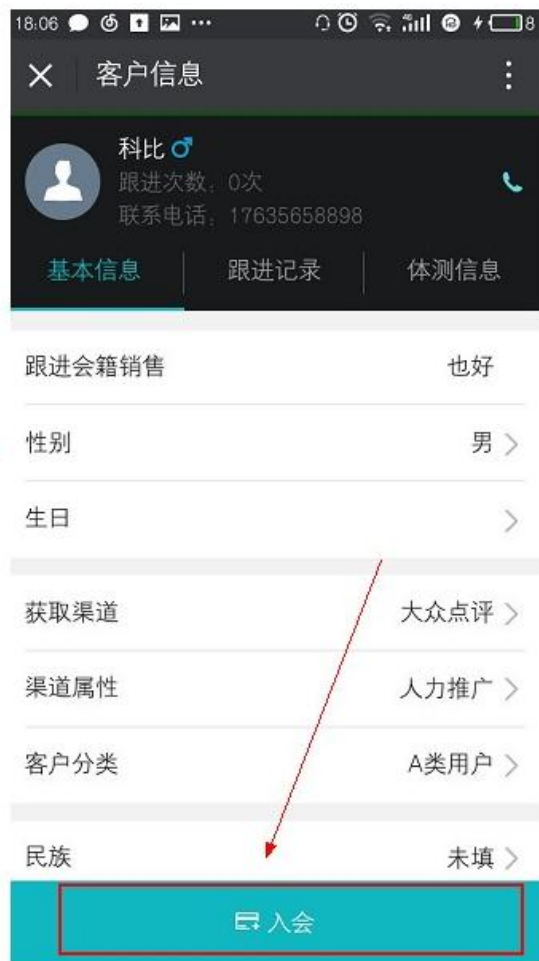 18:06 ... 4G 8
客户信息
科比
跟进次数：0次
联系电话：17635658898
基本信息 跟进记录 体测信息
跟进会籍销售 也好
性别 男
生日
获取渠道 大众点评
渠道属性 人力推广
客户分类 A类用户
民族 未填
入会